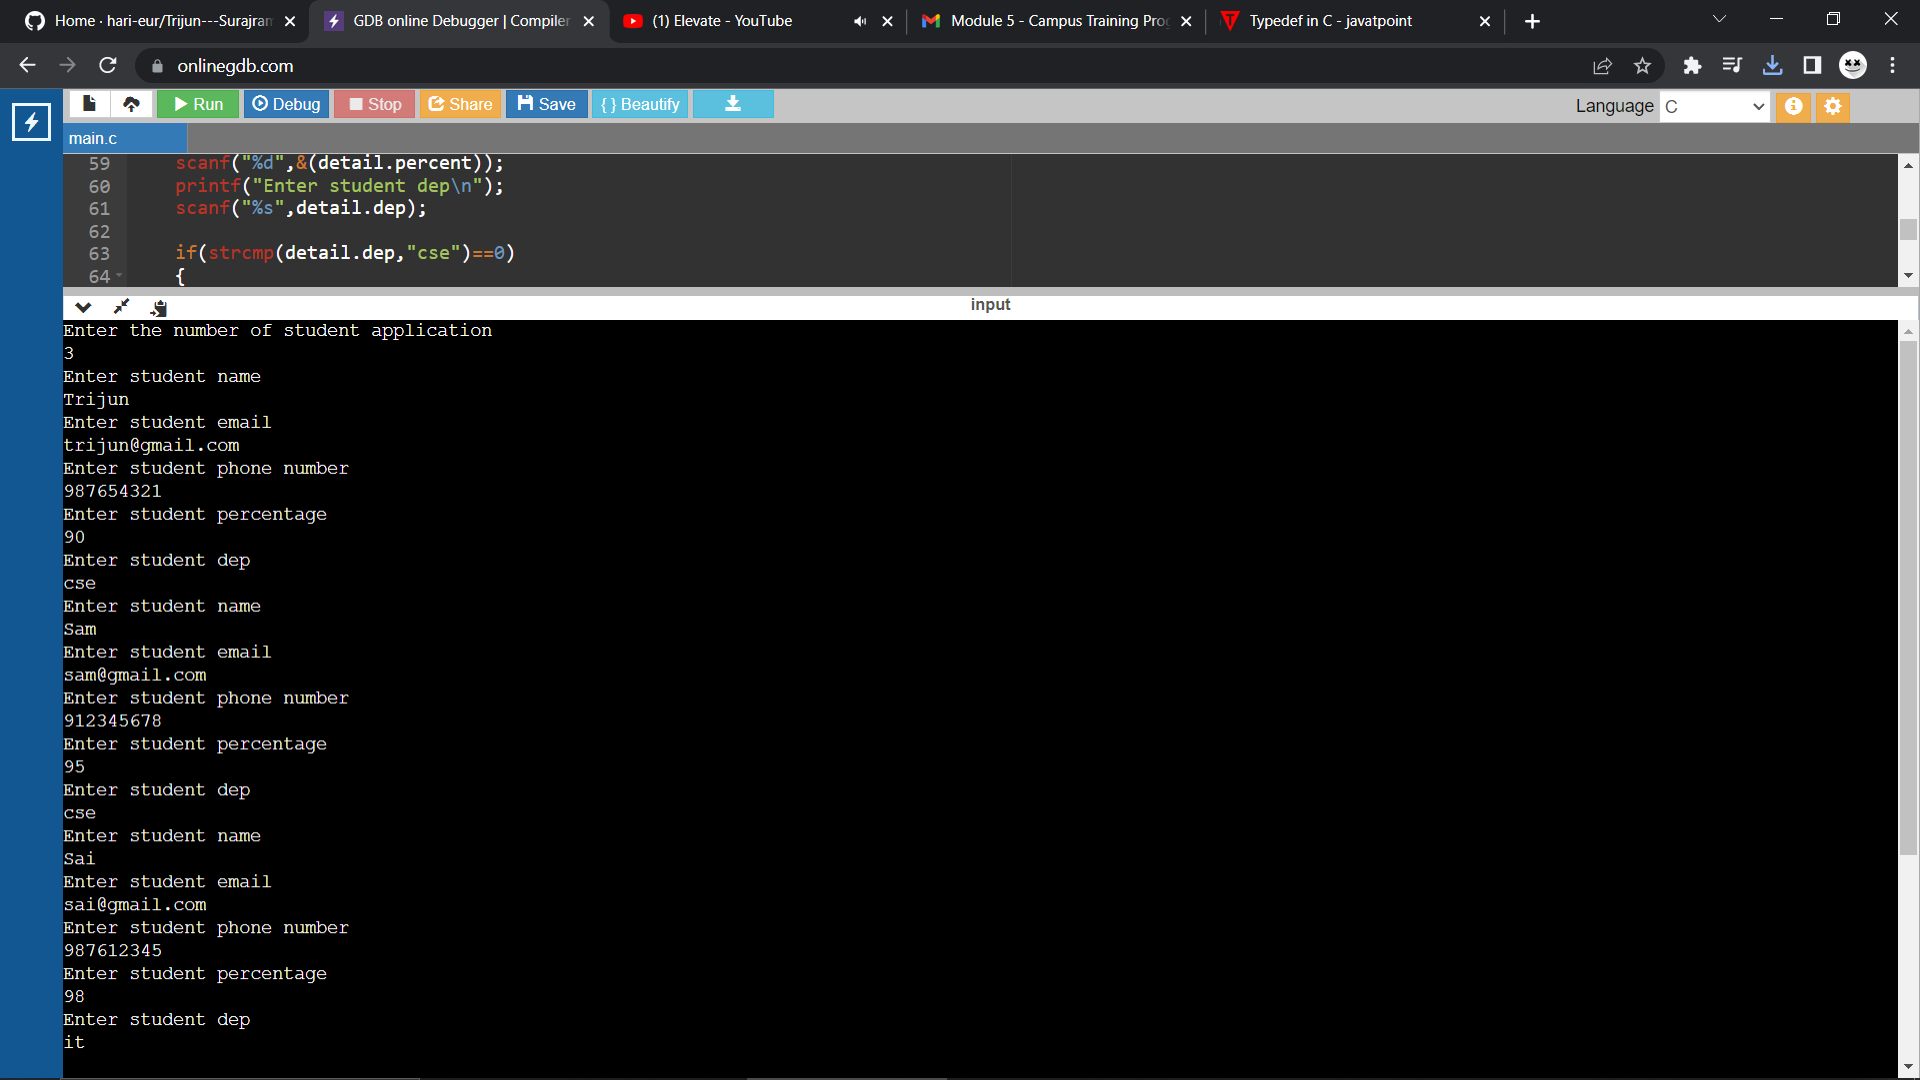 Home · hari-eur/Trijun---Surajram
GDB online Debugger | Compiler
(1) Elevate - YouTube
Module 5 - Campus Training Prog
Typedef in C - javatpoint
onlinegdb.com
Run
Debug
Stop
Share
Save
{ } Beautify
Language C
main.c
59 scanf("%d",&(detail.percent));
60 printf("Enter student dep\n");
61 scanf("%s",detail.dep);
62
63 if(strcmp(detail.dep,"cse")==0)
64 {
input
Enter the number of student application
3
Enter student name
Trijun
Enter student email
trijun@gmail.com
Enter student phone number
987654321
Enter student percentage
90
Enter student dep
cse
Enter student name
Sam
Enter student email
sam@gmail.com
Enter student phone number
912345678
Enter student percentage
95
Enter student dep
cse
Enter student name
Sai
Enter student email
sai@gmail.com
Enter student phone number
987612345
Enter student percentage
98
Enter student dep
it